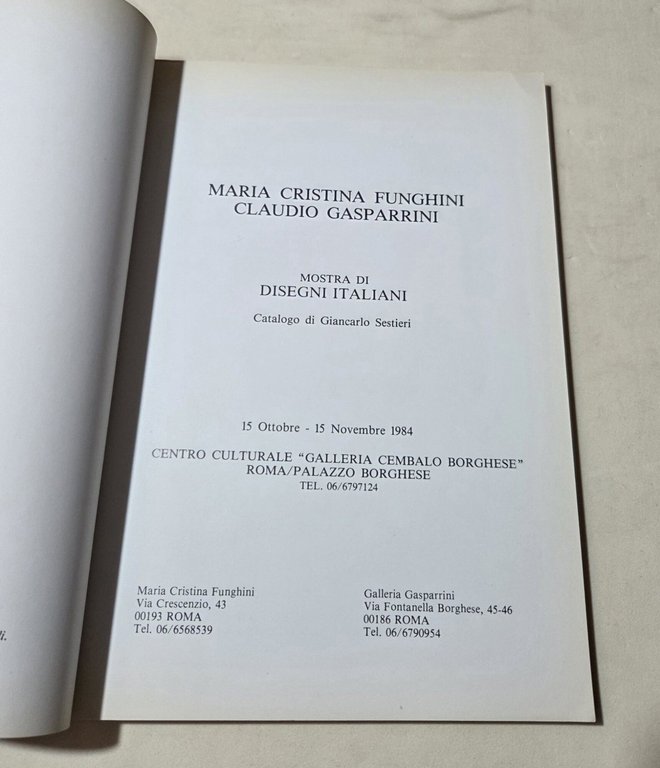 MARIA CRISTINA FUNGHINI
CLAUDIO GASPARRINI
MOSTRA DI
DISEGNI ITALIANI
Catalogo di Giancarlo Sestieri
15 Ottobre - 15 Novembre 1984
CENTRO CULTURALE “GALLERIA CEMBALO BORGHESE”
ROMA/PALAZZO BORGHESE
TEL. 06/6797124
Maria Cristina Funghini
Via Crescenzio, 43
00193 ROMA
Tel. 06/6568539
Galleria Gasparrini
Via Fontanella Borghese, 45-46
00186 ROMA
Tel. 06/6790954